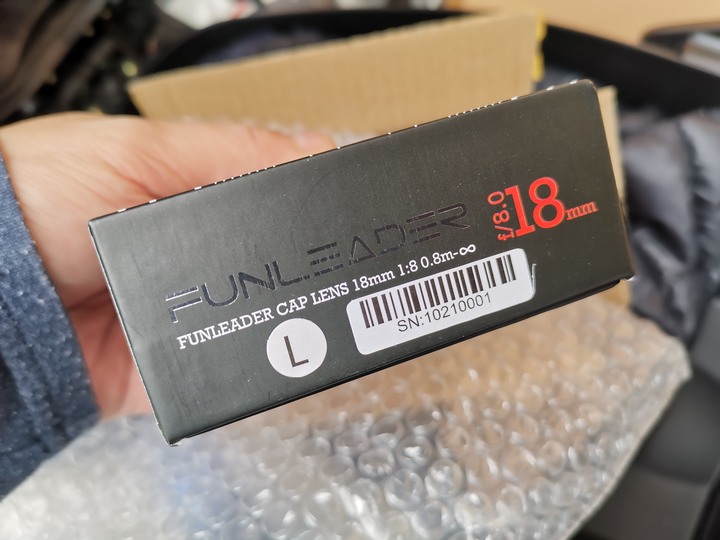 FUNLEADER
f/8.0 18mm
FUNLEADER CAP LENS 18mm 1:8 0.8m-∞
L
SN:10210001